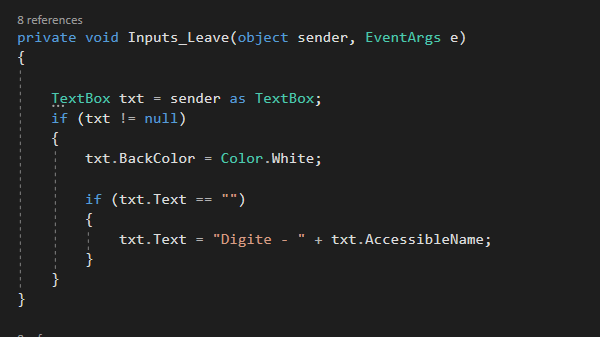 8 references
private void Inputs_Leave(object sender, EventArgs e)
{
TextBox txt = sender as TextBox;
if (txt != null)
{
txt.BackColor = Color.White;
if (txt.Text == "")
{
txt.Text = "Digite - " + txt.AccessibleName;
}
}
}